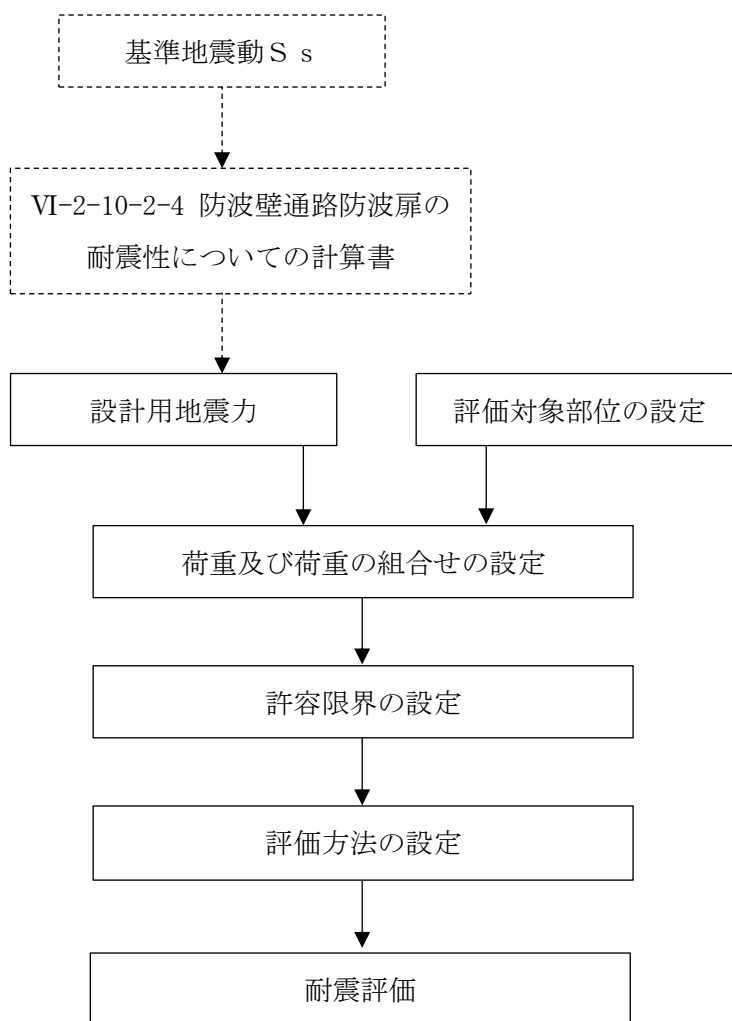 基準地震動Ｓｓ
Ⅵ-2-10-2-4 防波壁通路防波扉の
耐震性についての計算書
設計用地震力
評価対象部位の設定
荷重及び荷重の組合せの設定
許容限界の設定
評価方法の設定
耐震評価